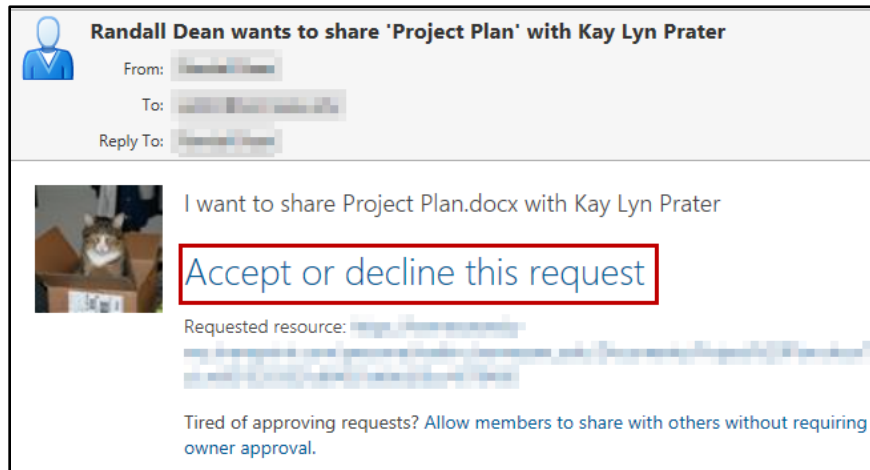 Randall Dean wants to share 'Project Plan' with Kay Lyn Prater
From:
To:
Reply To:
I want to share Project Plan.docx with Kay Lyn Prater
Accept or decline this request
Requested resource:
Tired of approving requests? Allow members to share with others without requiring
owner approval.